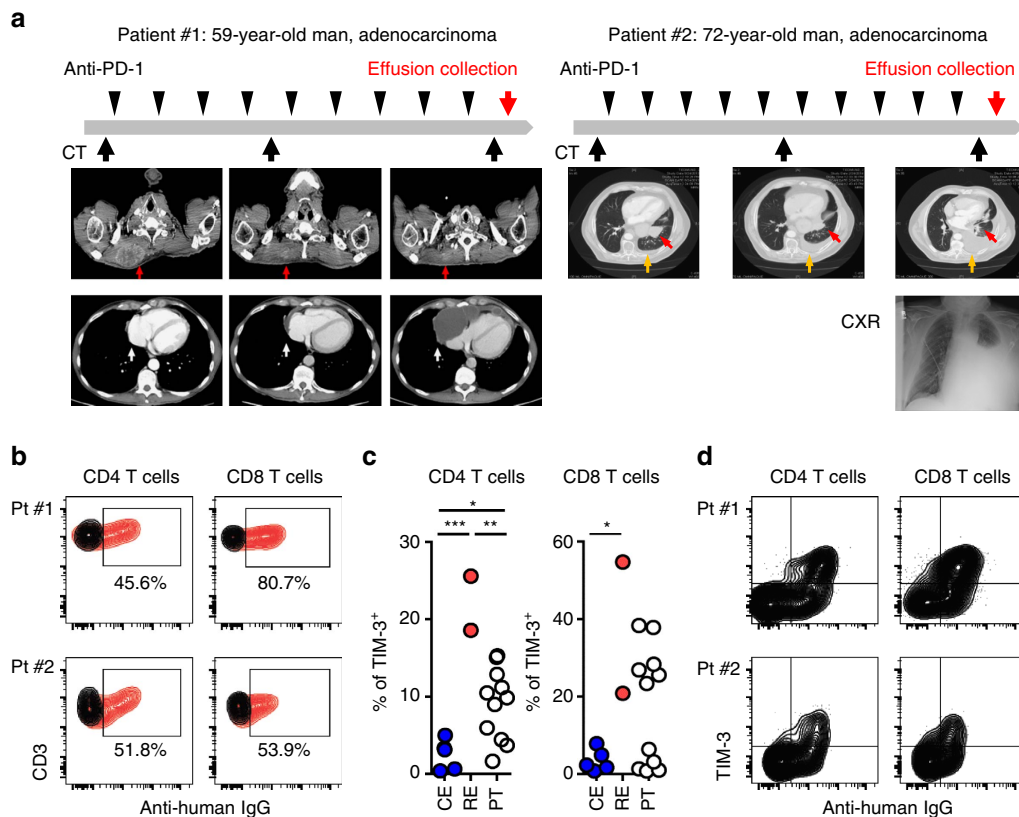 a
Patient #1: 59-year-old man, adenocarcinoma
Anti-PD-1
Effusion collection
CT
Patient #2: 72-year-old man, adenocarcinoma
Anti-PD-1
Effusion collection
CT
CXR
b
CD4 T cells
CD8 T cells
Pt #1
45.6%
80.7%
Pt #2
51.8%
53.9%
CD3
Anti-human IgG
c
CD4 T cells
CD8 T cells
*
***
**
*
% of TIM-3+
30
20
10
0
CE
RE
PT
% of TIM-3+
60
40
20
0
CE
RE
PT
d
CD4 T cells
CD8 T cells
Pt #1
Pt #2
TIM-3
Anti-human IgG